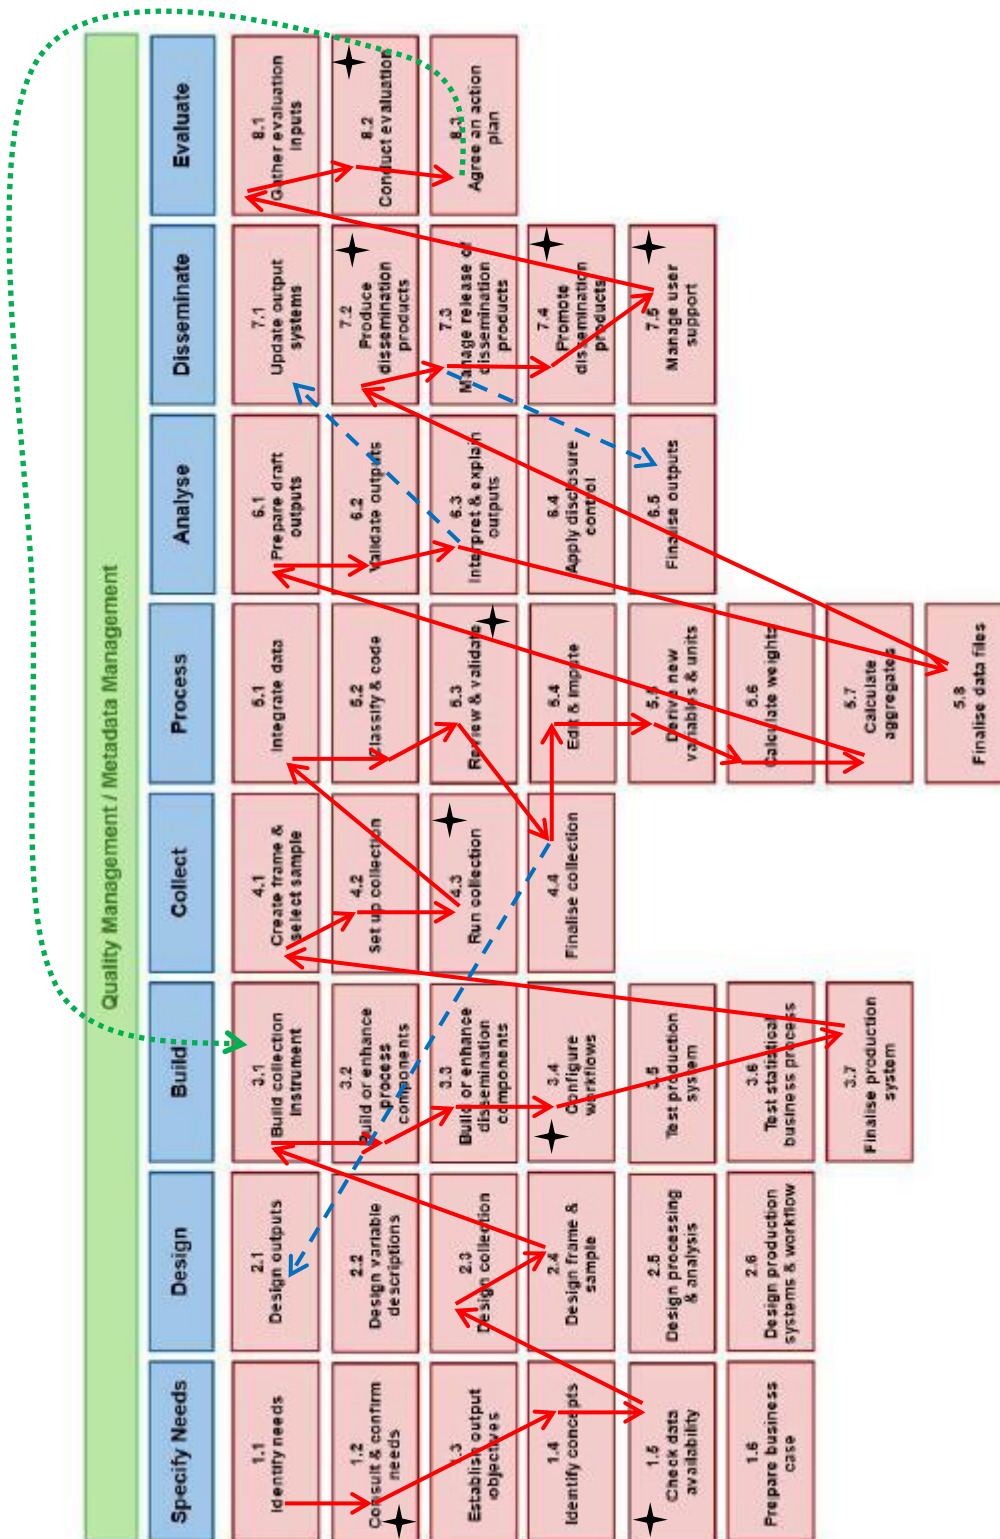 Quality Management / Metadata Management
Specify Needs
1.1
Identify needs
1.2
Consult & confirm
needs
1.3
Establish output
objectives
1.4
Identify concepts
1.5
Check data
availability
1.6
Prepare business
case
Design
2.1
Design outputs
2.2
Design variable
descriptions
2.3
Design collection
2.4
Design frame &
sample
2.5
Design processing
& analysis
2.6
Design production
systems & workflow
Build
3.1
Build collection
instrument
3.2
Build or enhance
process
components
3.3
Build or enhance
dissemination
components
3.4
Configure
workflows
3.5
Test production
system
3.6
Test statistical
business process
3.7
Finalise production
system
Collect
4.1
Create frame &
select sample
4.2
Set up collection
4.3
Run collection
4.4
Finalise collection
Process
5.1
Integrate data
5.2
Classify & code
5.3
Review & validate
5.4
Edit & impute
5.5
Derive new
variables & units
5.6
Calculate weights
5.7
Calculate
aggregates
5.8
Finalise data files
Analyse
6.1
Prepare draft
outputs
6.2
Validate outputs
6.3
Interpret & explain
outputs
6.4
Apply disclosure
control
6.5
Finalise outputs
Disseminate
7.1
Update output
systems
7.2
Produce
dissemination
products
7.3
Manage release of
dissemination
products
7.4
Promote
dissemination
products
7.5
Manage user
support
Evaluate
8.1
Gather evaluation
inputs
8.2
Conduct evaluation
8.3
Agree an action
plan